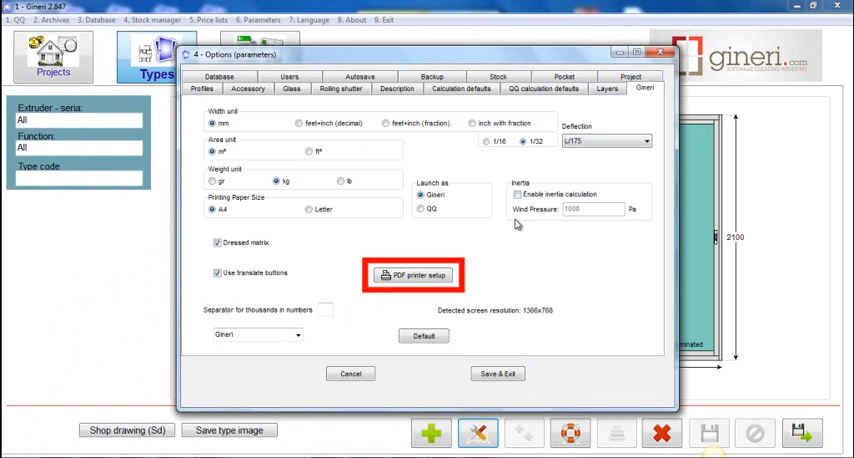 1 - Gineri 2.847
1. QQ 2. Archives 3. Database 4. Stock manager 5. Price lists 6. Parameters 7. Language 8. About 9. Exit
Projects
Types
gineri.com
SOFTWARE CREATING WINDOWS
Extruder - seria:
All
Function:
All
Type code
4 - Options (parameters)
Database Users Autosave Backup Stock Pocket Project
Profiles Accessory Glass Rolling shutter Description Calculation defaults QQ calculation defaults Layers Gineri
Width unit
mm feet+inch (decimal) feet+inch (fraction) inch with fraction
1/16 1/32
Deflection
L/175
Area unit
m² ft²
Weight unit
gr kg lb
Printing Paper Size
A4 Letter
Launch as
Gineri
QQ
Inertia
Enable inertia calculation
Wind Pressure: 1000 Pa
Dressed matrix
Use translate buttons
PDF printer setup
Separator for thousands in numbers
Detected screen resolution: 1366x768
Gineri
Default
Cancel Save & Exit
2100
minated
Shop drawing (Sd) Save type image